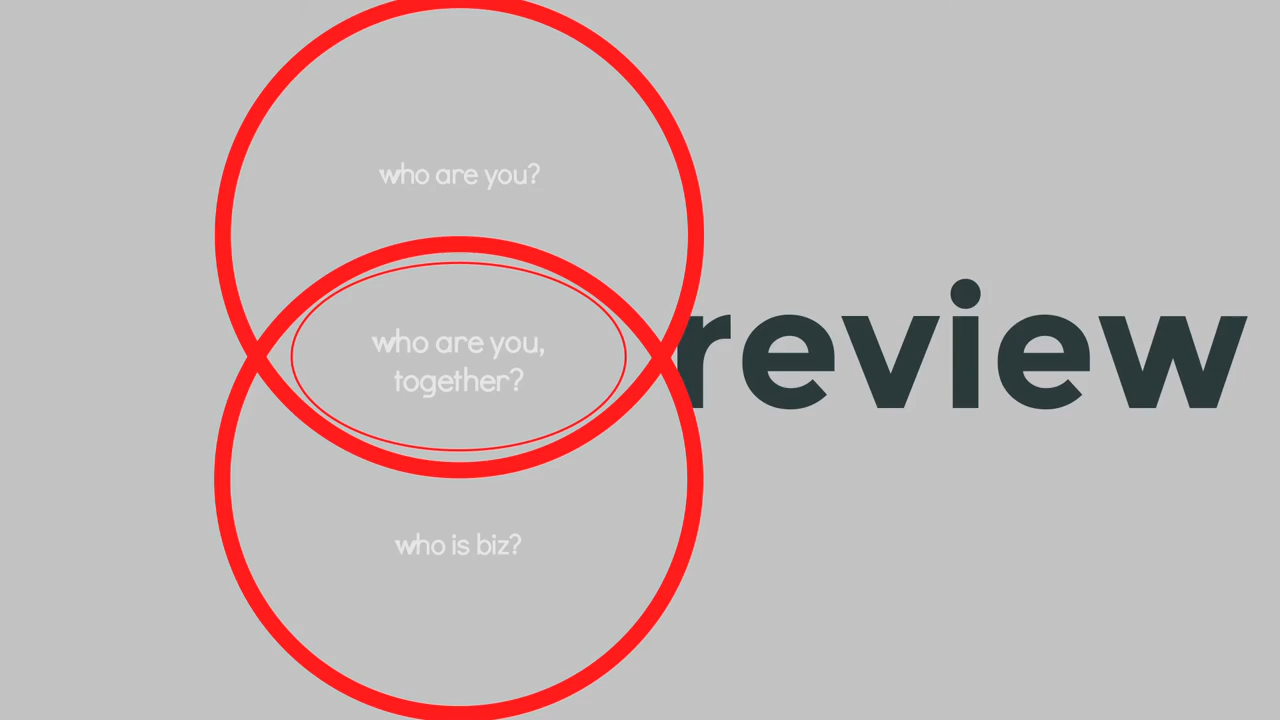 who are you?
who are you,
together?
who is biz?
review